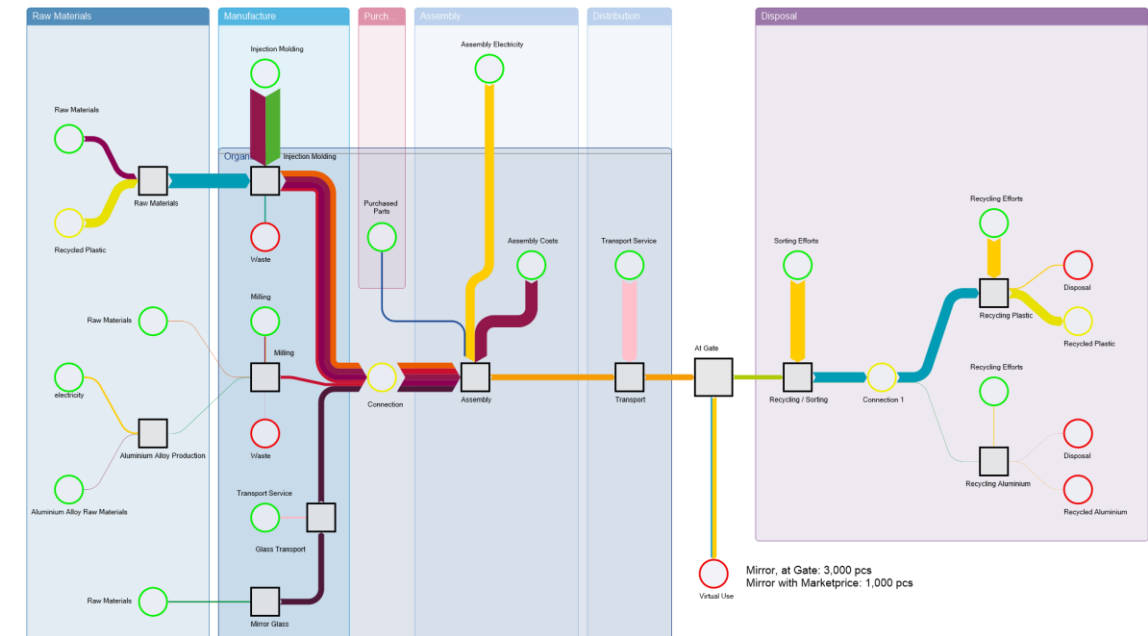 Raw Materials
Manufacture
Purch...
Assembly
Distribution
Disposal
Injection Molding
Assembly Electricity
Raw Materials
Organ
Injection Molding
Raw Materials
Recycled Plastic
Waste
Purchased
Parts
Assembly Costs
Transport Service
Sorting Efforts
Recycling Efforts
Disposal
Recycling Plastic
Recycled Plastic
Raw Materials
Milling
Milling
electricity
Connection
Assembly
Transport
At Gate
Recycling / Sorting
Connection 1
Recycling Efforts
Aluminium Alloy Production
Waste
Disposal
Recycling Aluminium
Aluminium Alloy Raw Materials
Transport Service
Recycled Aluminium
Glass Transport
Raw Materials
Mirror Glass
Virtual Use
Mirror, at Gate: 3,000 pcs
Mirror with Marketprice: 1,000 pcs